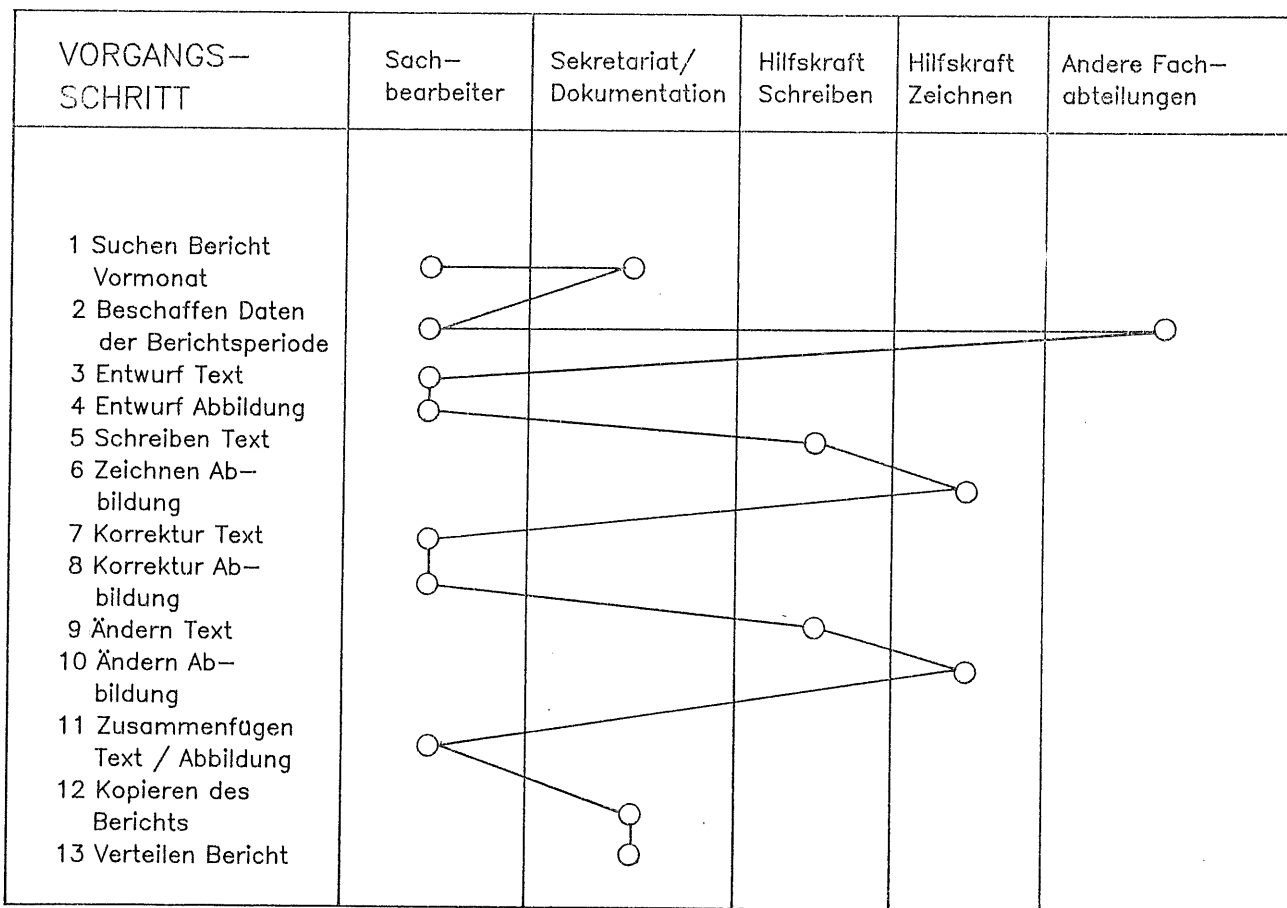 VORGANGS–
SCHRITT
Sach–
bearbeiter
Sekretariat/
Dokumentation
Hilfskraft
Schreiben
Hilfskraft
Zeichnen
Andere Fach–
abteilungen
1 Suchen Bericht
Vormonat
2 Beschaffen Daten
der Berichtsperiode
3 Entwurf Text
4 Entwurf Abbildung
5 Schreiben Text
6 Zeichnen Ab–
bildung
7 Korrektur Text
8 Korrektur Ab–
bildung
9 Ändern Text
10 Ändern Ab–
bildung
11 Zusammenfügen
Text / Abbildung
12 Kopieren des
Berichts
13 Verteilen Bericht